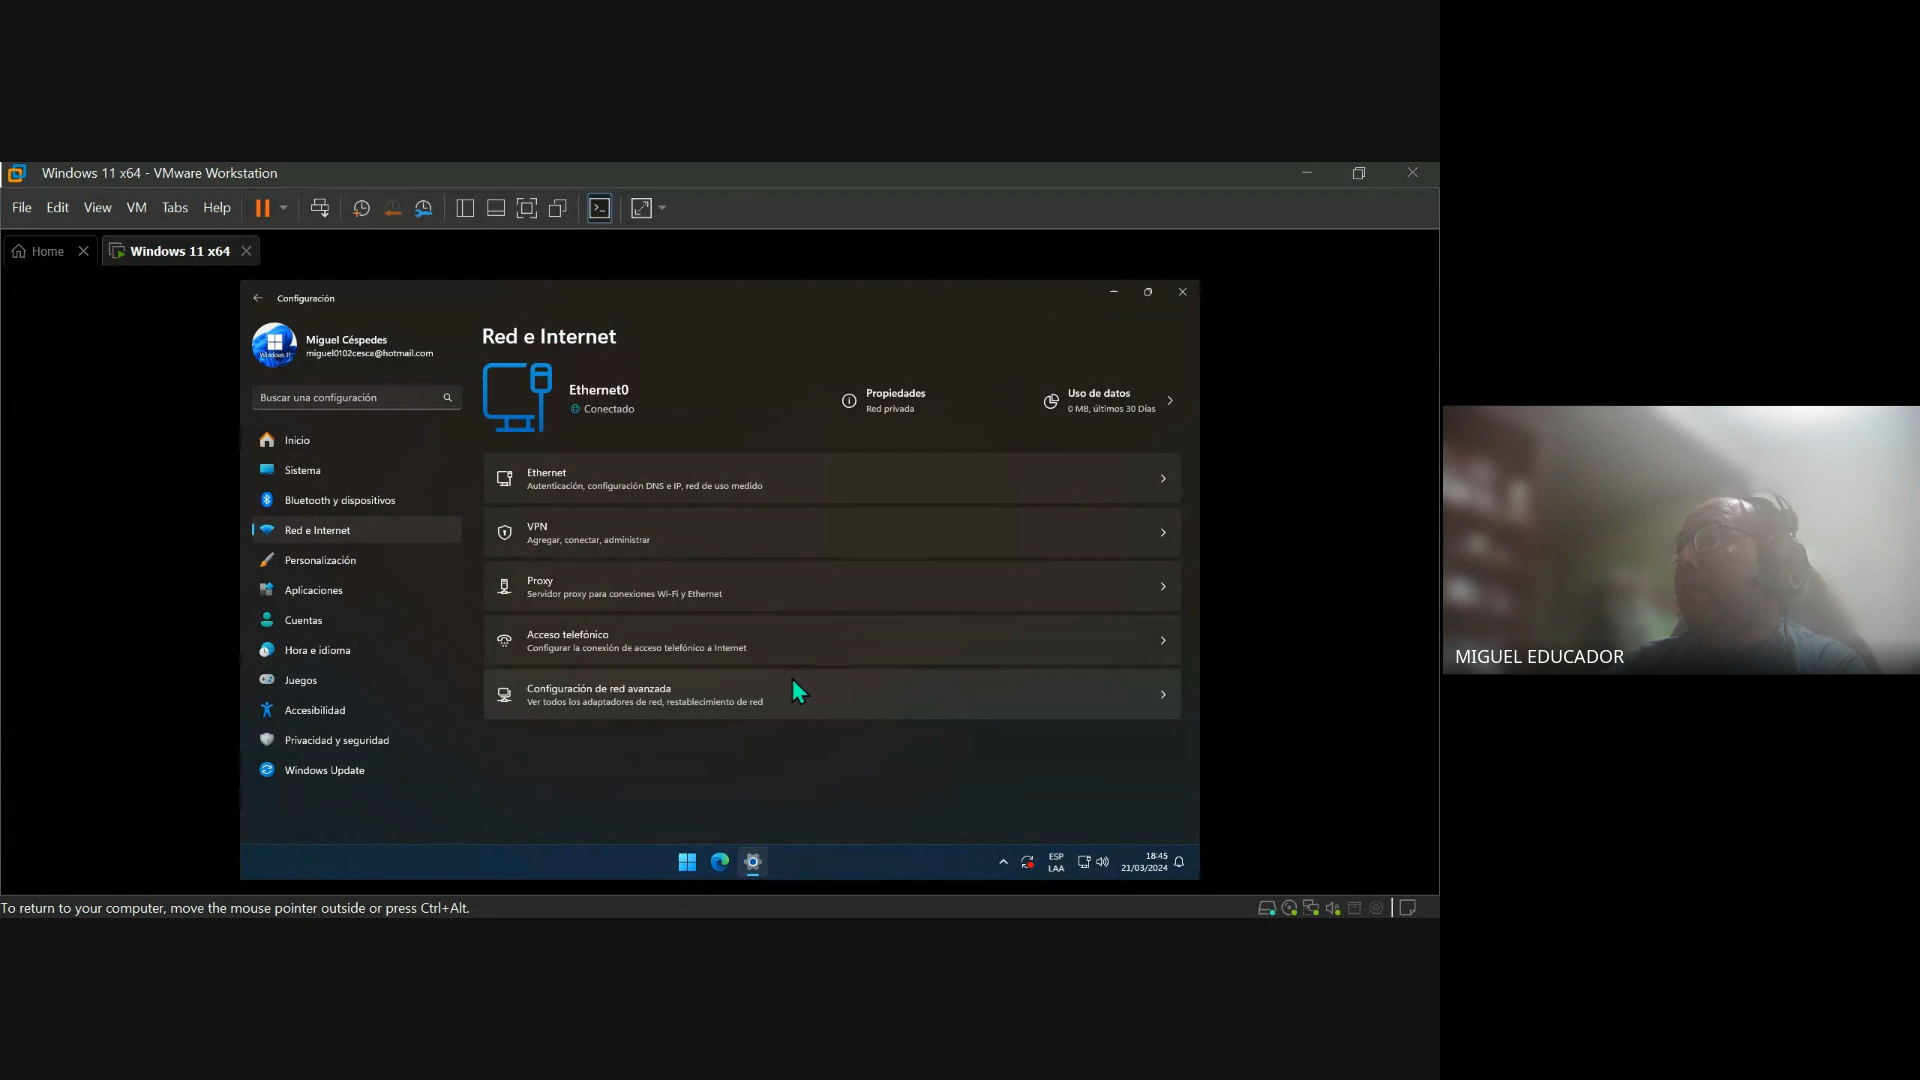 Windows 11 x64 - VMware Workstation
File Edit View VM Tabs Help
Home
Windows 11 x64
Configuración
Miguel Céspedes
miguel0102cesca@hotmail.com
Buscar una configuración
Inicio
Sistema
Bluetooth y dispositivos
Red e Internet
Personalización
Aplicaciones
Cuentas
Hora e idioma
Juegos
Accesibilidad
Privacidad y seguridad
Windows Update
Red e Internet
Ethernet0
Conectado
Propiedades
Red privada
Uso de datos
0 MB, últimos 30 Días
Ethernet
Autenticación, configuración DNS e IP, red de uso medido
VPN
Agregar, conectar, administrar
Proxy
Servidor proxy para conexiones Wi-Fi y Ethernet
Acceso telefónico
Configurar la conexión de acceso telefónico a Internet
Configuración de red avanzada
Ver todos los adaptadores de red, restablecimiento de red
ESP
LAA
18:45
21/03/2024
To return to your computer, move the mouse pointer outside or press Ctrl+Alt.
MIGUEL EDUCADOR